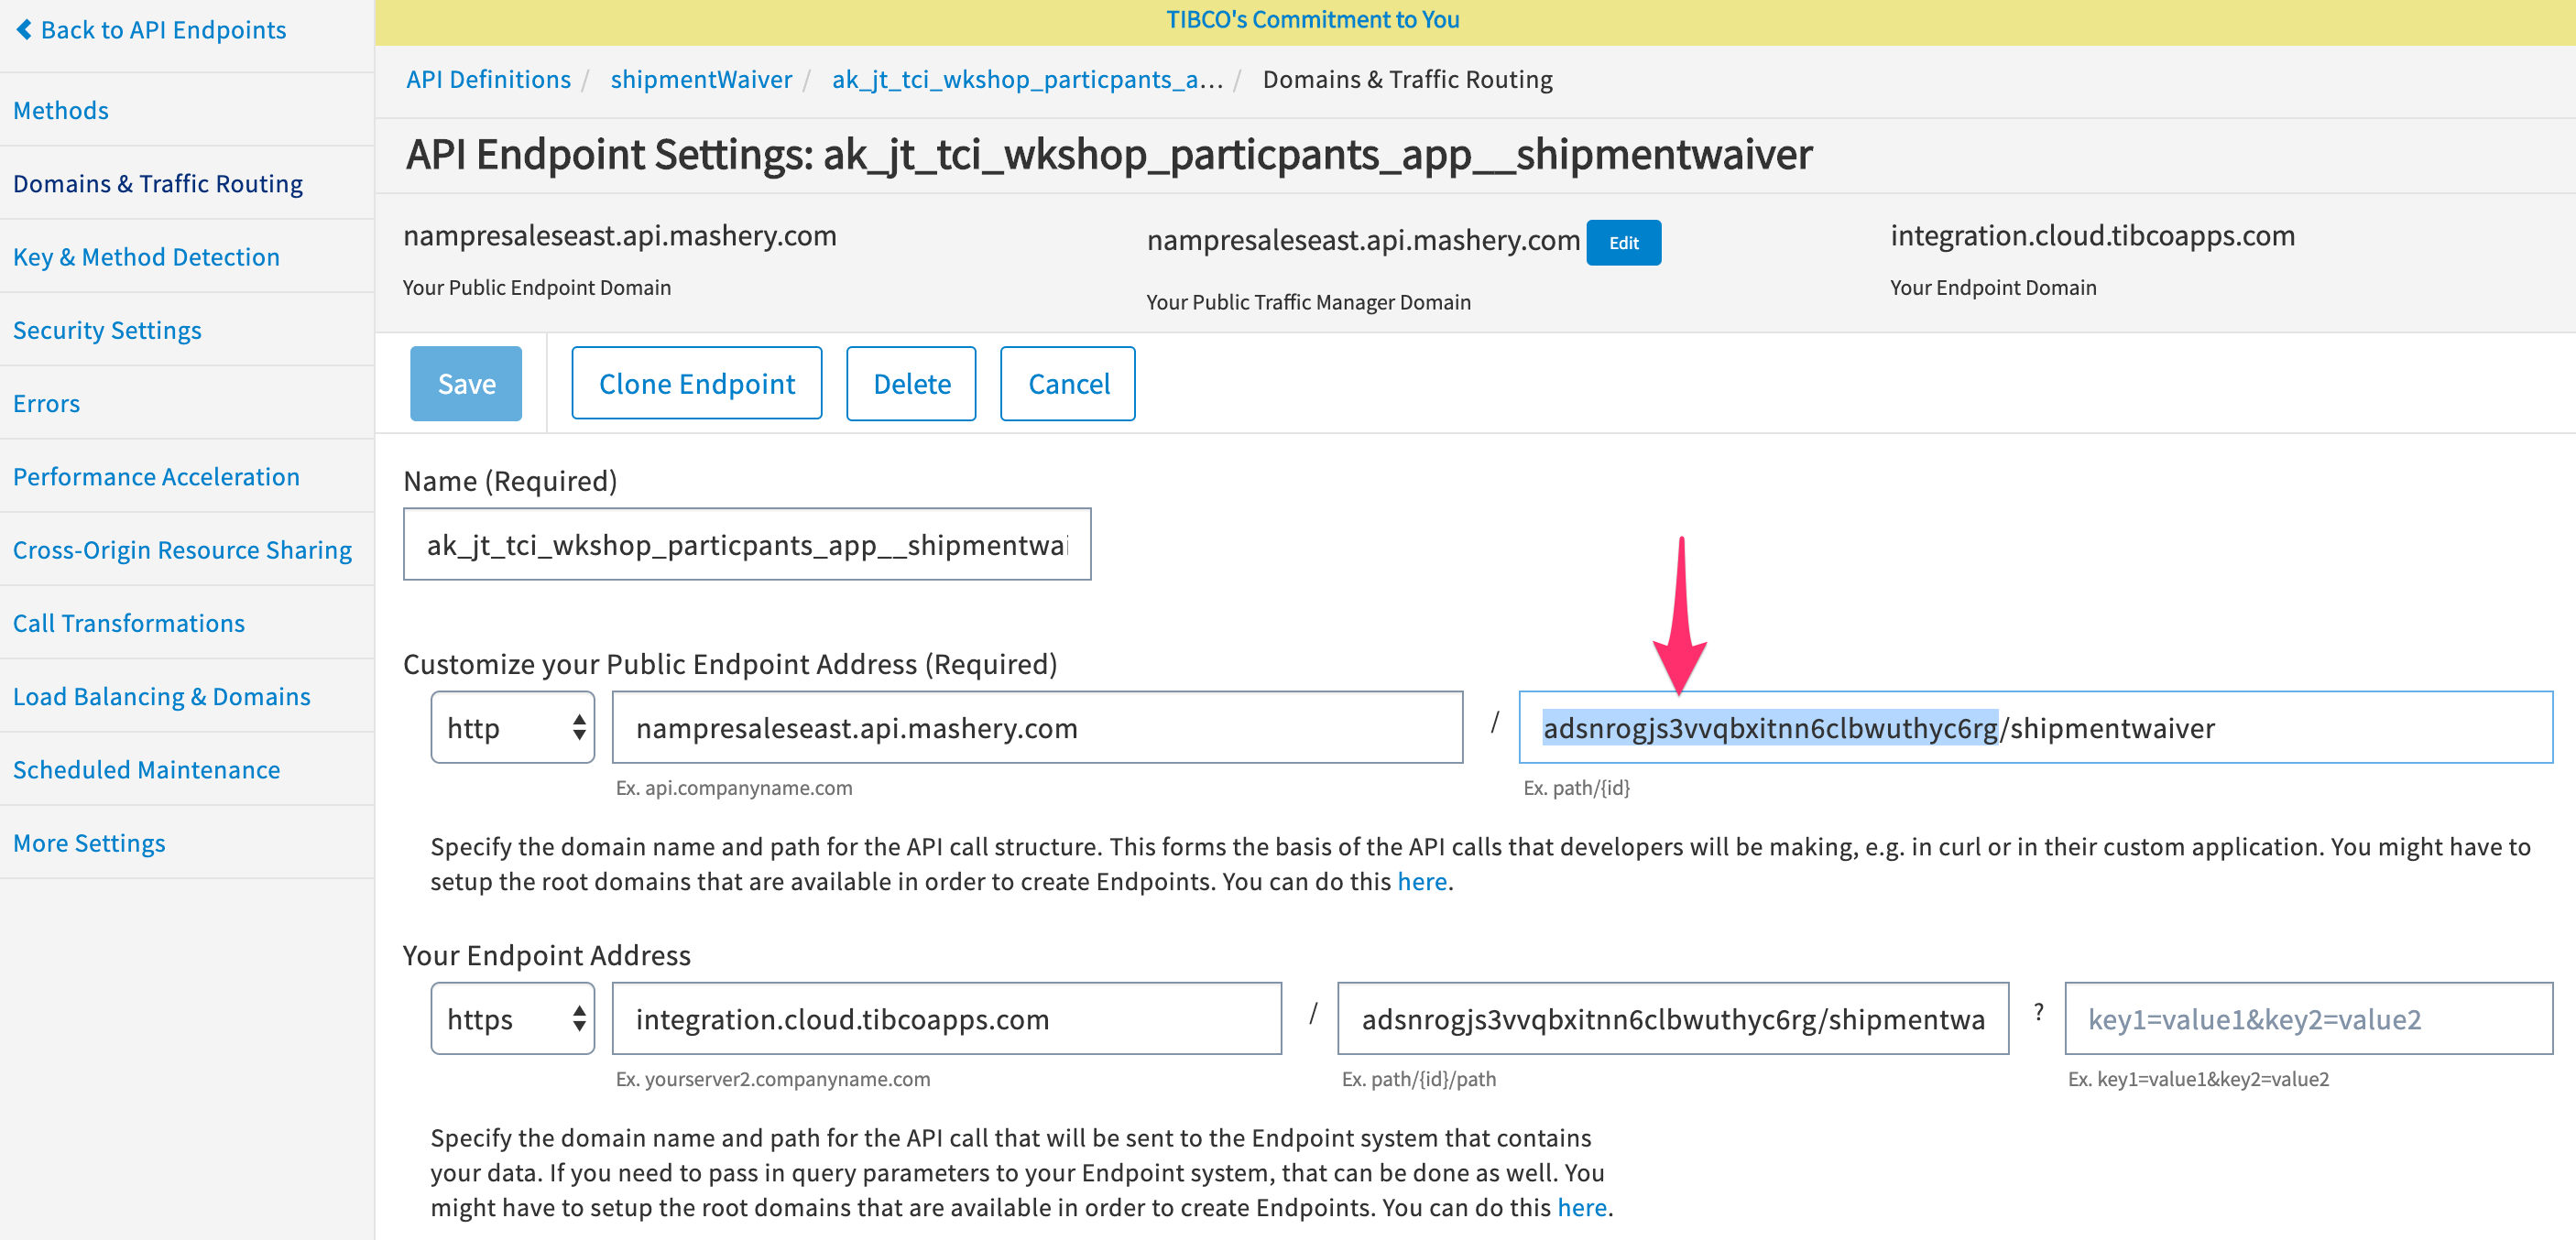 TIBCO's Commitment to You
Back to API Endpoints
Methods
Domains & Traffic Routing
Key & Method Detection
Security Settings
Errors
Performance Acceleration
Cross-Origin Resource Sharing
Call Transformations
Load Balancing & Domains
Scheduled Maintenance
More Settings
API Definitions / shipmentWaiver / ak_jt_tci_wkshop_particpants_a... / Domains & Traffic Routing
API Endpoint Settings: ak_jt_tci_wkshop_particpants_app__shipmentwaiver
nampresaleseast.api.mashery.com
Your Public Endpoint Domain
nampresaleseast.api.mashery.com Edit
Your Public Traffic Manager Domain
integration.cloud.tibcoapps.com
Your Endpoint Domain
Save Clone Endpoint Delete Cancel
Name (Required)
ak_jt_tci_wkshop_particpants_app__shipmentwai
Customize your Public Endpoint Address (Required)
http nampresaleseast.api.mashery.com / adsnrogjs3vvqbxitnn6clbwuthyc6rg/shipmentwaiver
Ex. api.companyname.com Ex. path/{id}
Specify the domain name and path for the API call structure. This forms the basis of the API calls that developers will be making, e.g. in curl or in their custom application. You might have to
setup the root domains that are available in order to create Endpoints. You can do this here.
Your Endpoint Address
https integration.cloud.tibcoapps.com / adsnrogjs3vvqbxitnn6clbwuthyc6rg/shipmentwa ? key1=value1&key2=value2
Ex. yourserver2.companyname.com Ex. path/{id}/path Ex. key1=value1&key2=value2
Specify the domain name and path for the API call that will be sent to the Endpoint system that contains
your data. If you need to pass in query parameters to your Endpoint system, that can be done as well. You
might have to setup the root domains that are available in order to create Endpoints. You can do this here.